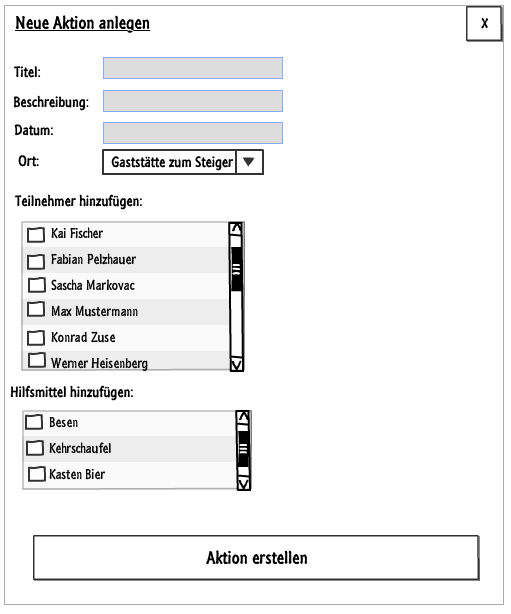 Neue Aktion anlegen
X
Titel:
Beschreibung:
Datum:
Ort:
Gaststätte zum Steiger
Teilnehmer hinzufügen:
Kai Fischer
Fabian Pelzhauer
Sascha Markovac
Max Mustermann
Konrad Zuse
Werner Heisenberg
Hilfsmittel hinzufügen:
Besen
Kehrschaufel
Kasten Bier
Aktion erstellen